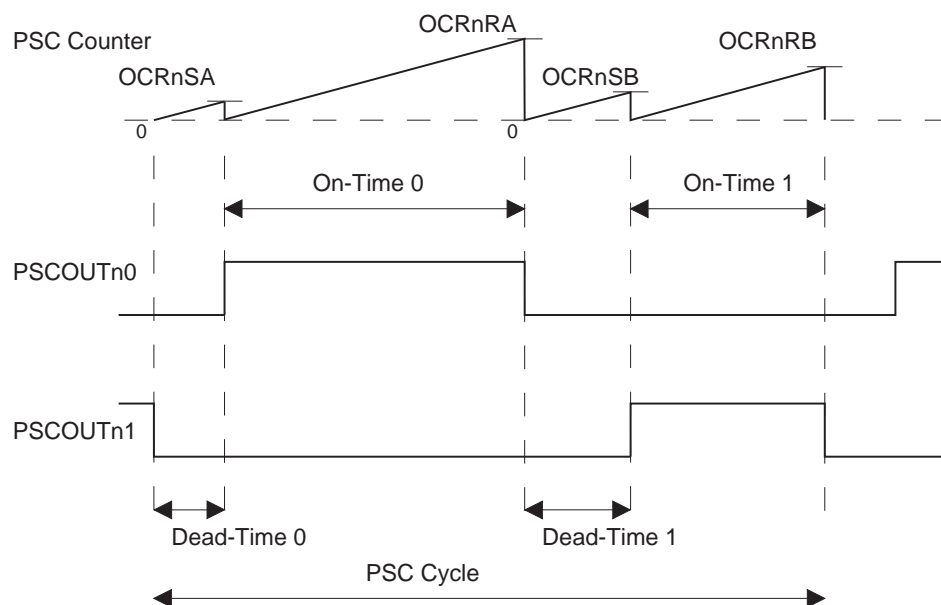 OCRnRA
PSC Counter
OCRnRB
OCRnSA
OCRnSB
0
0
On-Time 0
On-Time 1
PSCOUTn0
PSCOUTn1
Dead-Time 0
Dead-Time 1
PSC Cycle